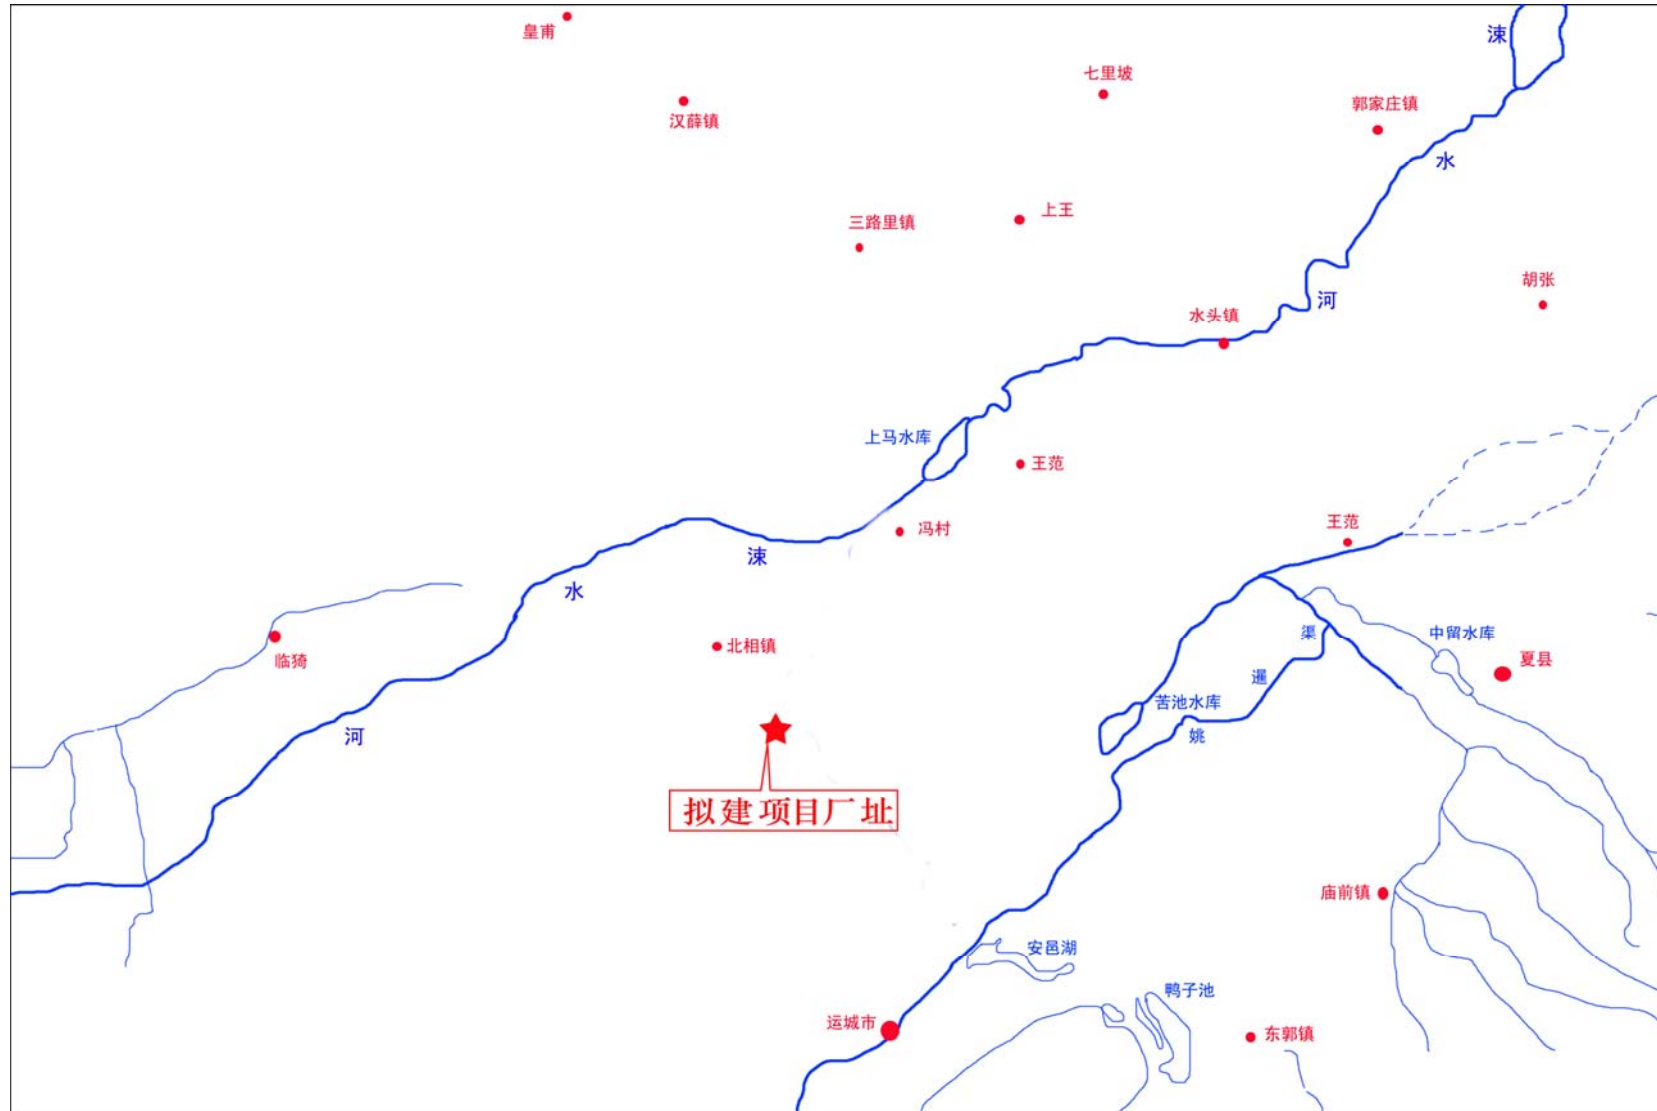 皇甫
涑
七里坡
郭家庄镇
汉薛镇
水
上王
三路里镇
胡张
河
水头镇
上马水库
王范
冯村
王范
涑
水
渠
中留水库
北相镇
临猗
夏县
暹
苦池水库
姚
河
拟建项目厂址
庙前镇
安邑湖
鸭子池
运城市
东郭镇